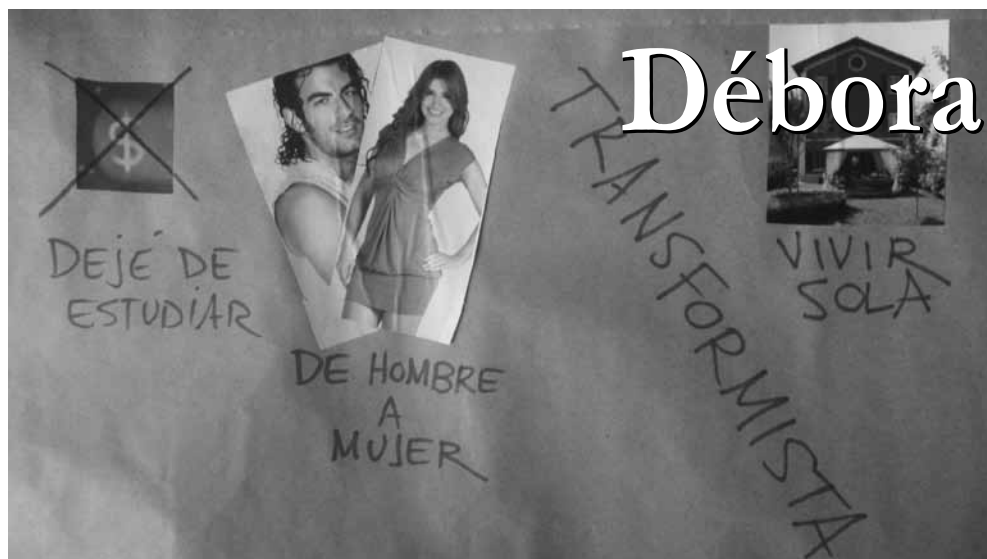 Débora
$
DEJÉ DE
ESTUDIAR
DE HOMBRE
A
MUJER
TRANSFORMISTA
VIVIR
SOLA